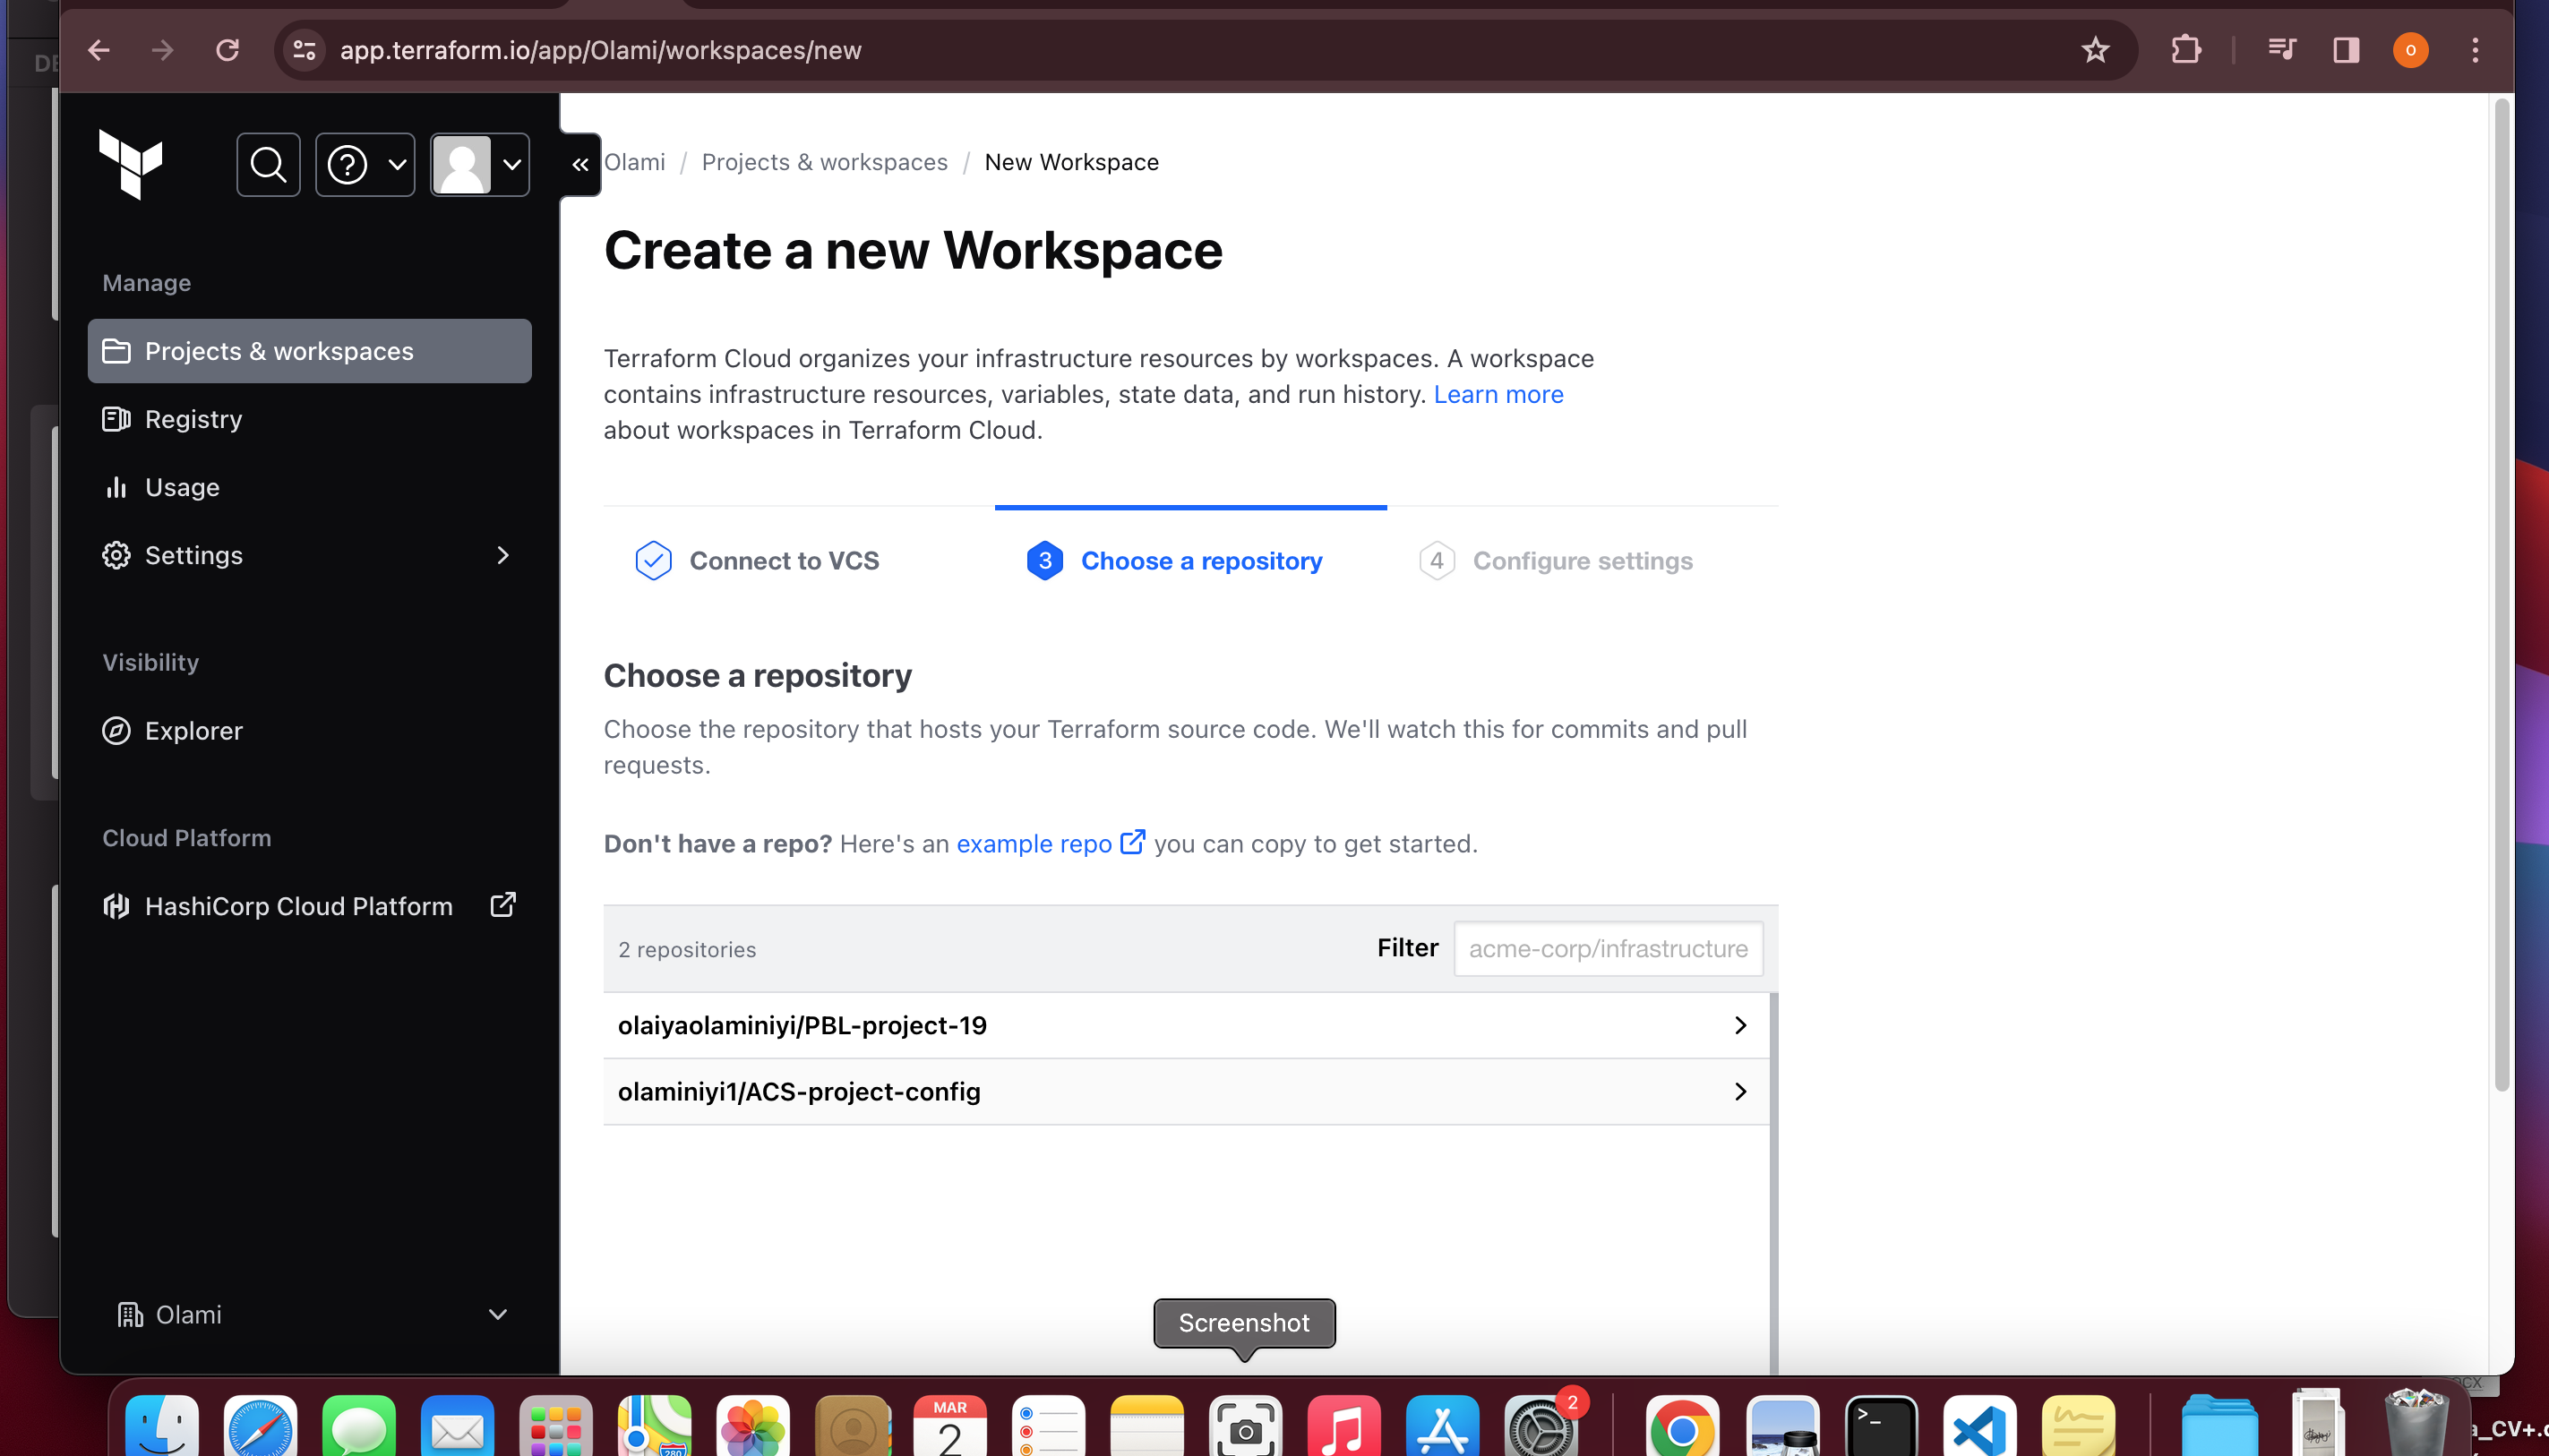 DE
app.terraform.io/app/Olami/workspaces/new
o
Olami / Projects & workspaces / New Workspace
Create a new Workspace
Manage
Projects & workspaces
Registry
Usage
Settings
Visibility
Explorer
Cloud Platform
HashiCorp Cloud Platform
Olami
Terraform Cloud organizes your infrastructure resources by workspaces. A workspace
contains infrastructure resources, variables, state data, and run history. Learn more
about workspaces in Terraform Cloud.
Connect to VCS
3 Choose a repository
4 Configure settings
Choose a repository
Choose the repository that hosts your Terraform source code. We'll watch this for commits and pull
requests.
Don't have a repo? Here's an example repo you can copy to get started.
2 repositories
Filter acme-corp/infrastructure
olaiyaolaminiyi/PBL-project-19
olaminiyi1/ACS-project-config
Screenshot
MAR
2
280
2
>_
a_CV+.d